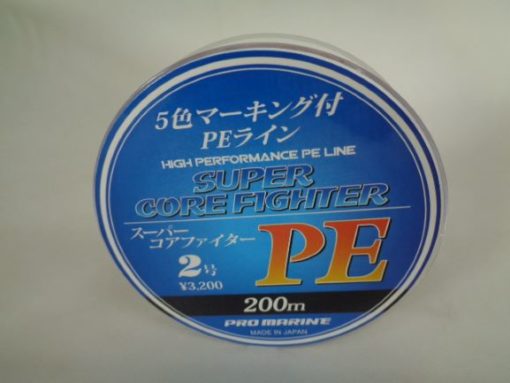 5色マーキング付
PEライン
HIGH PERFORMANCE PE LINE
SUPER
CORE FIGHTER
スーパー
コアファイター
PE
2号
¥3,200
200m
PRO MARINE
MADE IN JAPAN